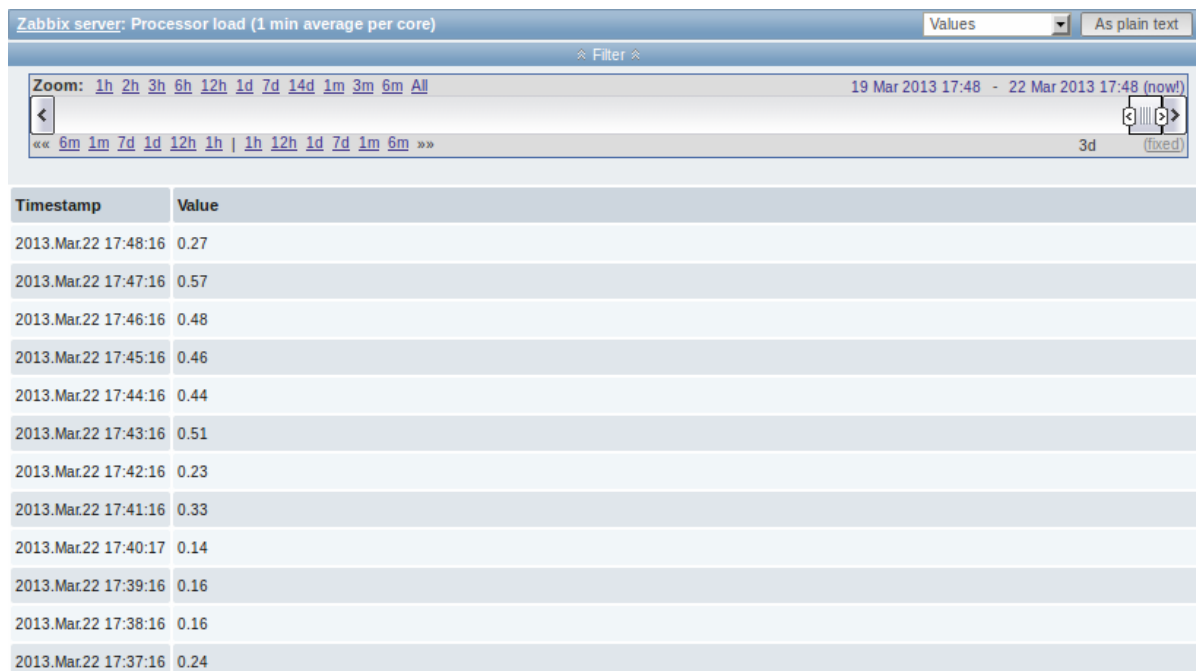 Zabbix server: Processor load (1 min average per core) Values As plain text
Filter
Zoom: 1h 2h 3h 6h 12h 1d 7d 14d 1m 3m 6m All 19 Mar 2013 17:48 - 22 Mar 2013 17:48 (now!)
«« 6m 1m 7d 1d 12h 1h | 1h 12h 1d 7d 1m 6m »» 3d (fixed)
Timestamp Value
2013.Mar.22 17:48:16 0.27
2013.Mar.22 17:47:16 0.57
2013.Mar.22 17:46:16 0.48
2013.Mar.22 17:45:16 0.46
2013.Mar.22 17:44:16 0.44
2013.Mar.22 17:43:16 0.51
2013.Mar.22 17:42:16 0.23
2013.Mar.22 17:41:16 0.33
2013.Mar.22 17:40:17 0.14
2013.Mar.22 17:39:16 0.16
2013.Mar.22 17:38:16 0.16
2013.Mar.22 17:37:16 0.24